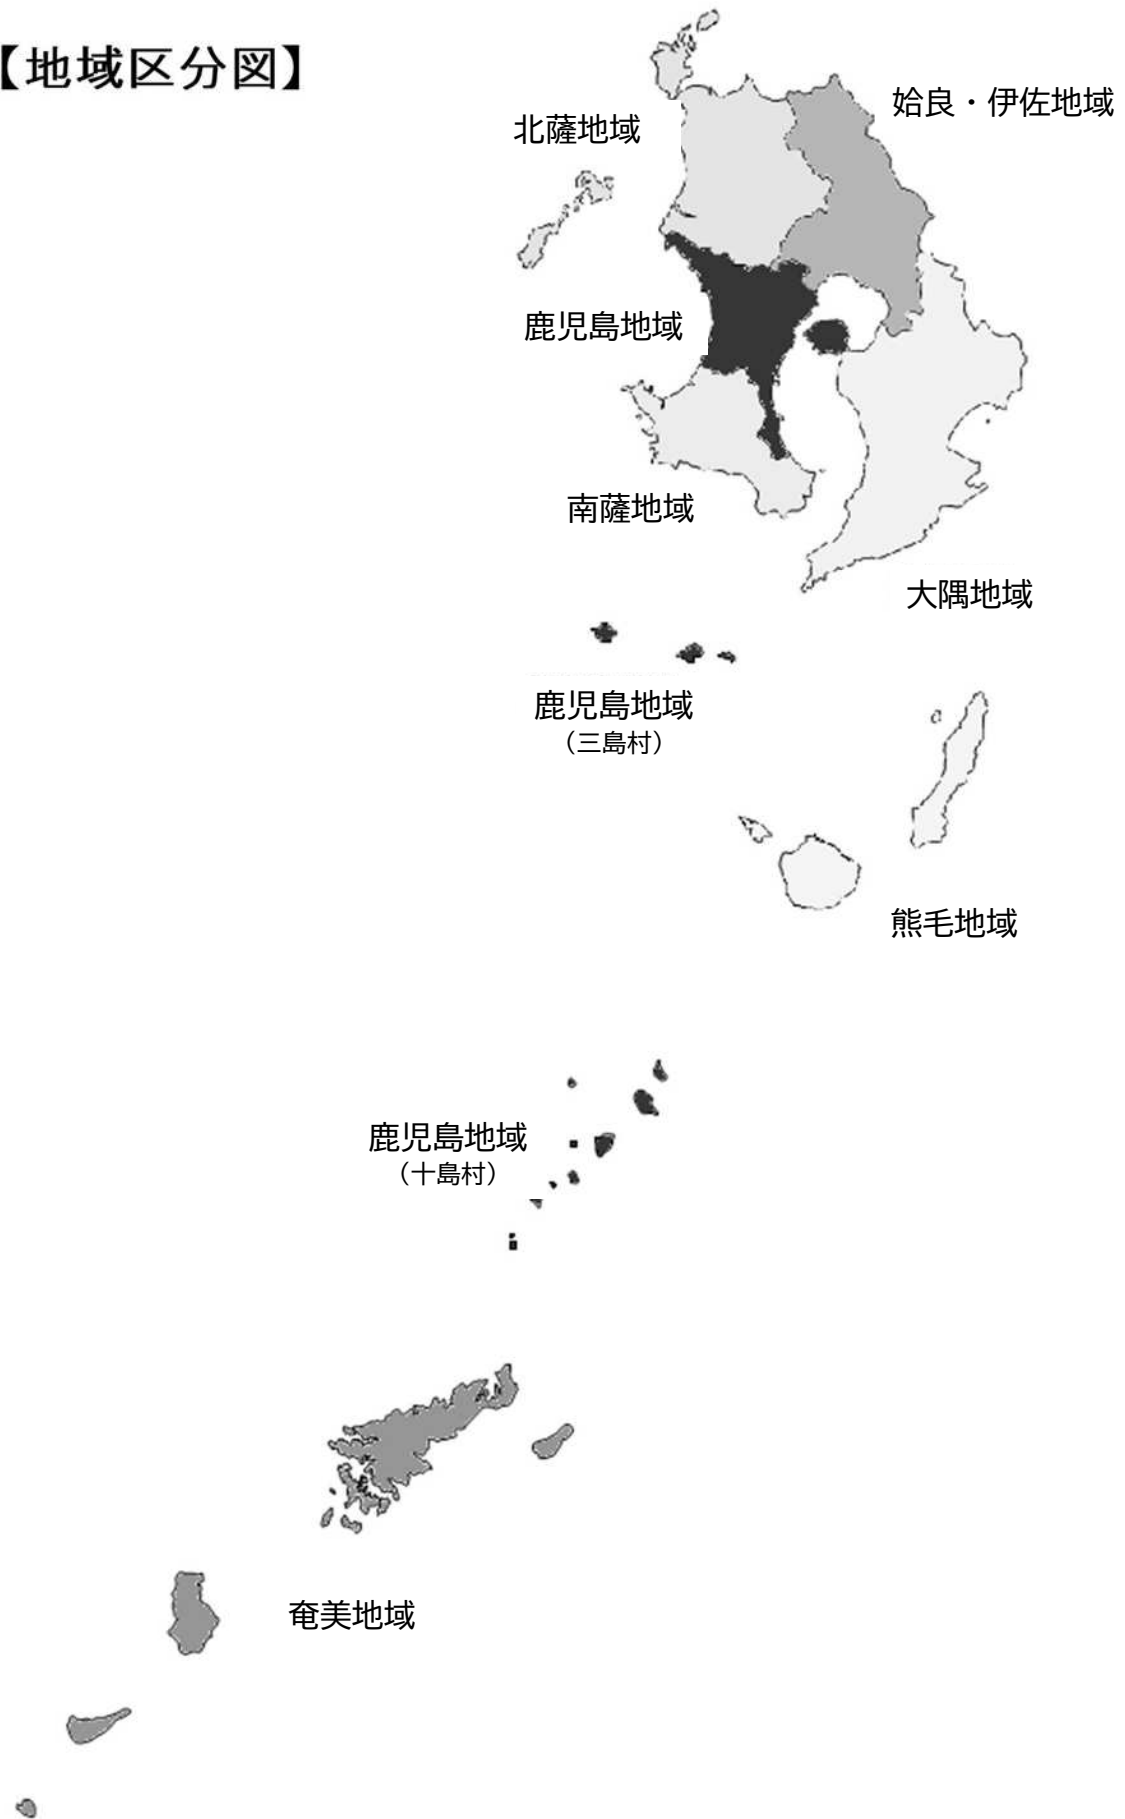 【地域区分図】
姶良・伊佐地域
北薩地域
鹿児島地域
南薩地域
大隅地域
鹿児島地域
（三島村）
熊毛地域
鹿児島地域
（十島村）
奄美地域